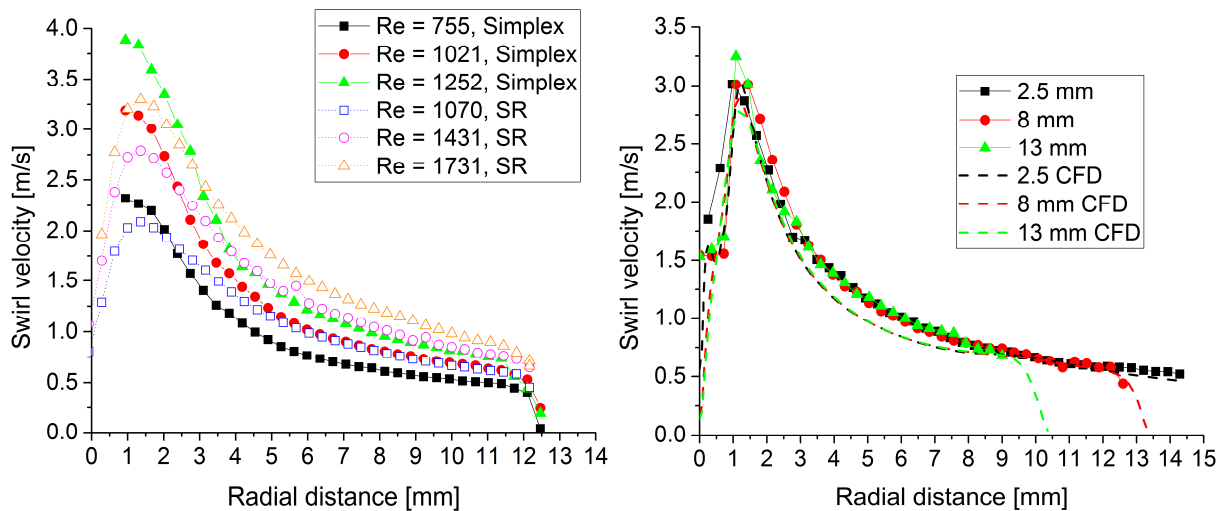 4.0
3.5
3.0
2.5
2.0
1.5
1.0
0.5
0.0
Swirl velocity [m/s]
Re = 755, Simplex
Re = 1021, Simplex
Re = 1252, Simplex
Re = 1070, SR
Re = 1431, SR
Re = 1731, SR
0 1 2 3 4 5 6 7 8 9 10 11 12 13 14
Radial distance [mm]
3.5
3.0
2.5
2.0
1.5
1.0
0.5
0.0
Swirl velocity [m/s]
2.5 mm
8 mm
13 mm
2.5 CFD
8 mm CFD
13 mm CFD
0 1 2 3 4 5 6 7 8 9 10 11 12 13 14 15
Radial distance [mm]